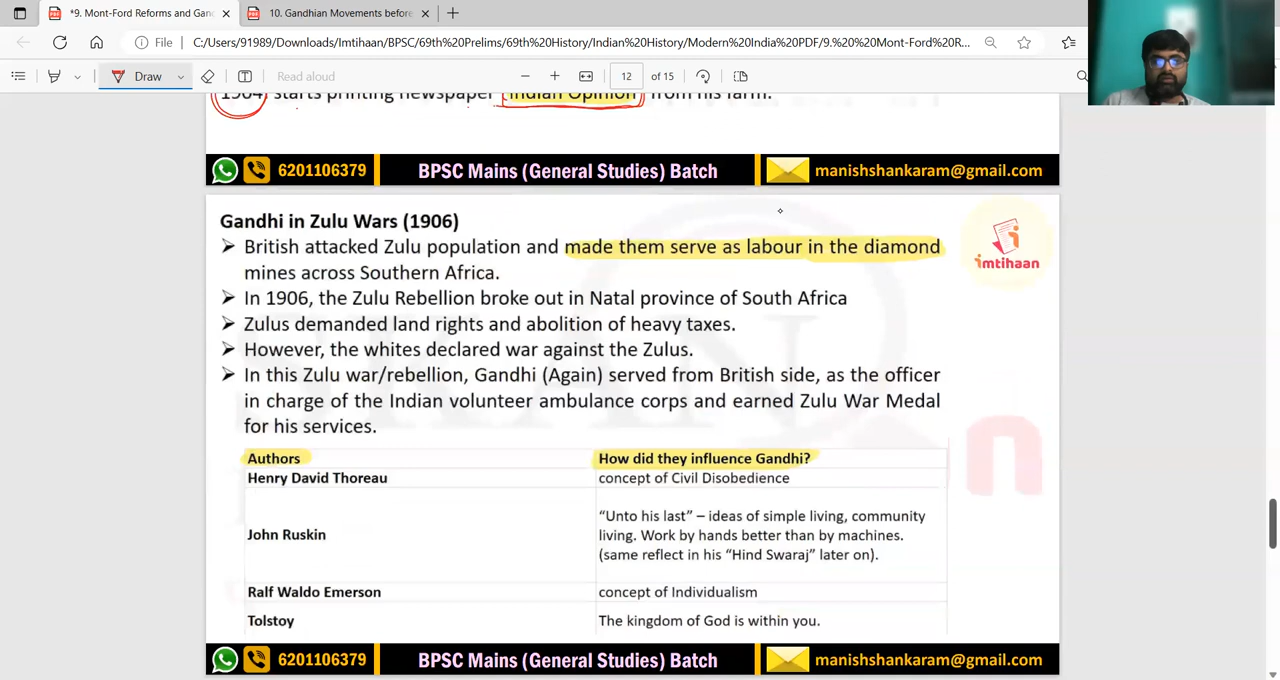 *9. Mont-Ford Reforms and Gan
10. Gandhian Movements before
File
C:/Users/91989/Downloads/Imtihaan/BPSC/69th%20Prelims/69th%20History/Indian%20History/Modern%20India%20PDF/9.%20%20Mont-Ford%20R...
Draw
Read aloud
12 of 15
1904 starts printing newspaper Indian Opinion from his farm.
6201106379 BPSC Mains (General Studies) Batch manishshankaram@gmail.com
Gandhi in Zulu Wars (1906)
British attacked Zulu population and made them serve as labour in the diamond
mines across Southern Africa.
In 1906, the Zulu Rebellion broke out in Natal province of South Africa
Zulus demanded land rights and abolition of heavy taxes.
However, the whites declared war against the Zulus.
In this Zulu war/rebellion, Gandhi (Again) served from British side, as the officer
in charge of the Indian volunteer ambulance corps and earned Zulu War Medal
for his services.
imtihaan
Authors How did they influence Gandhi?
Henry David Thoreau concept of Civil Disobedience
John Ruskin
"Unto his last" – ideas of simple living, community
living. Work by hands better than by machines.
(same reflect in his "Hind Swaraj" later on).
Ralf Waldo Emerson concept of Individualism
Tolstoy The kingdom of God is within you.
6201106379 BPSC Mains (General Studies) Batch manishshankaram@gmail.com